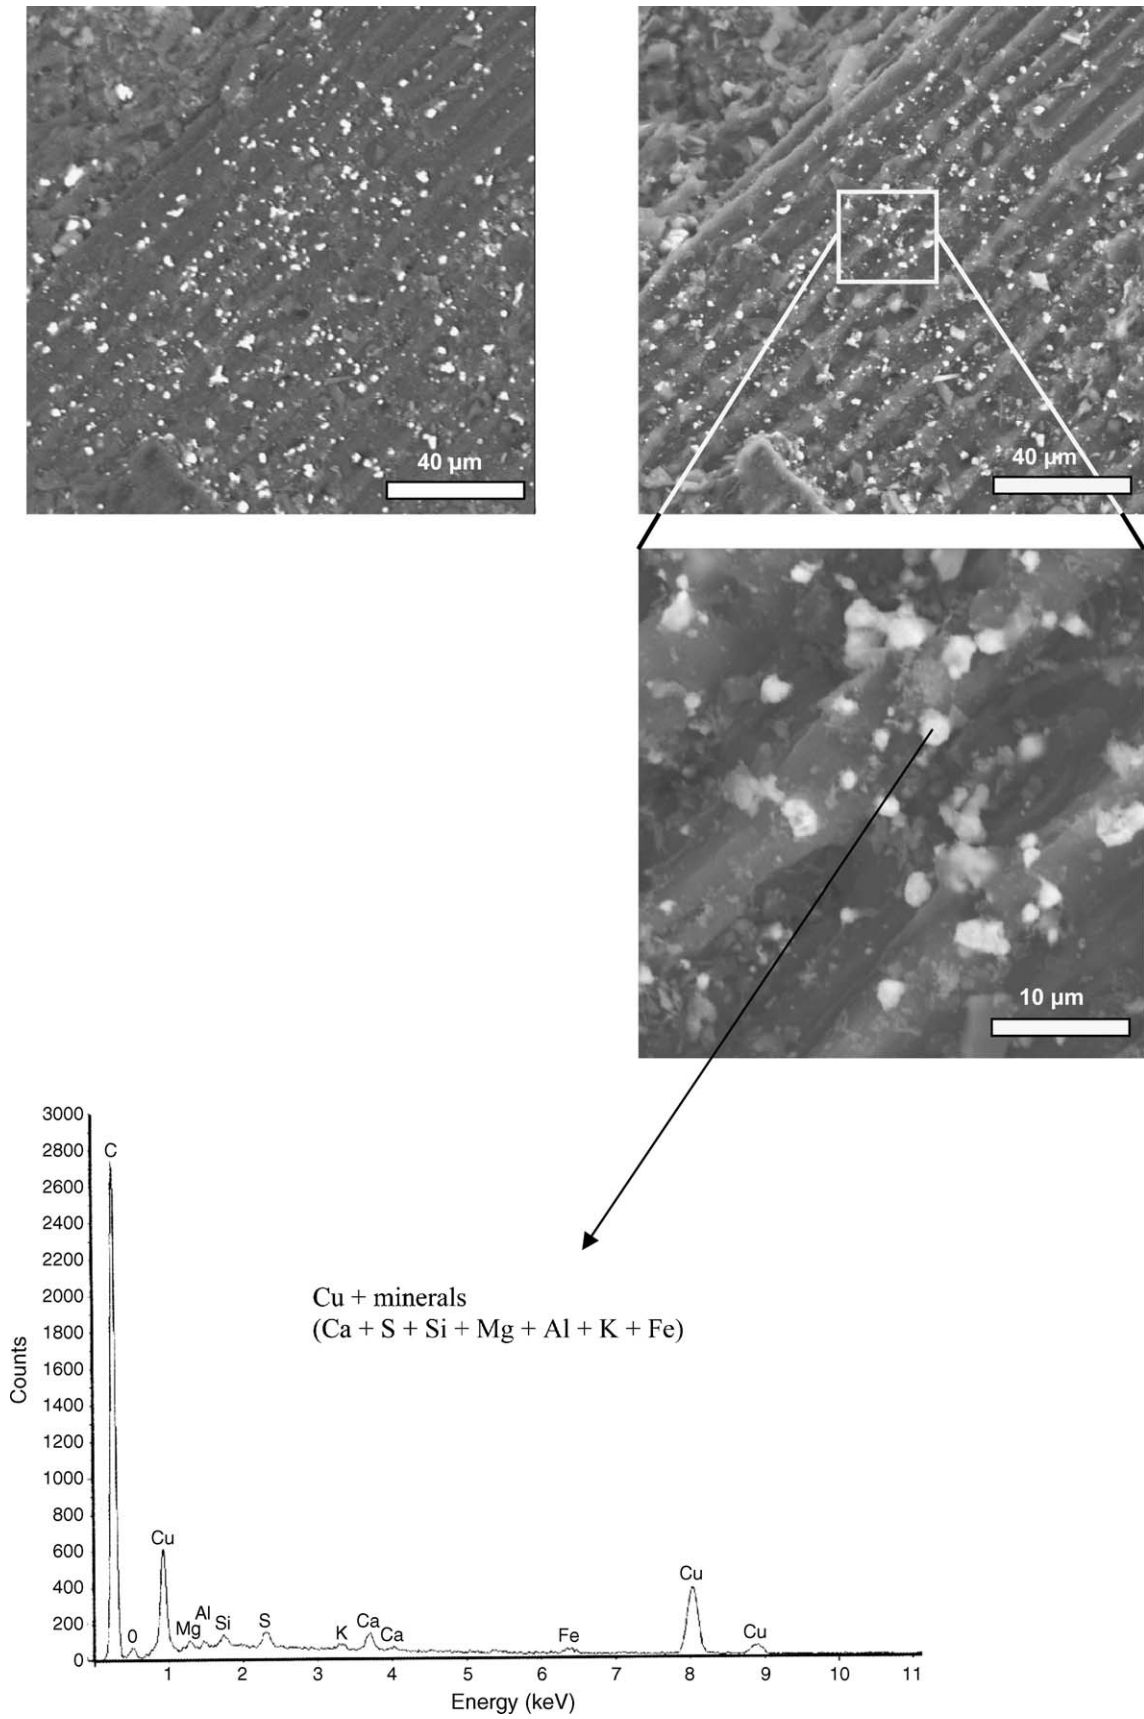 40 µm
40 µm
10 µm
Cu + minerals
(Ca + S + Si + Mg + Al + K + Fe)
3000
2800
2600
2400
2200
2000
1800
1600
1400
1200
1000
800
600
400
200
0
Counts
C
0
Cu
Mg
Al
Si
S
K
Ca
Ca
Fe
Cu
Cu
1 2 3 4 5 6 7 8 9 10 11
Energy (keV)